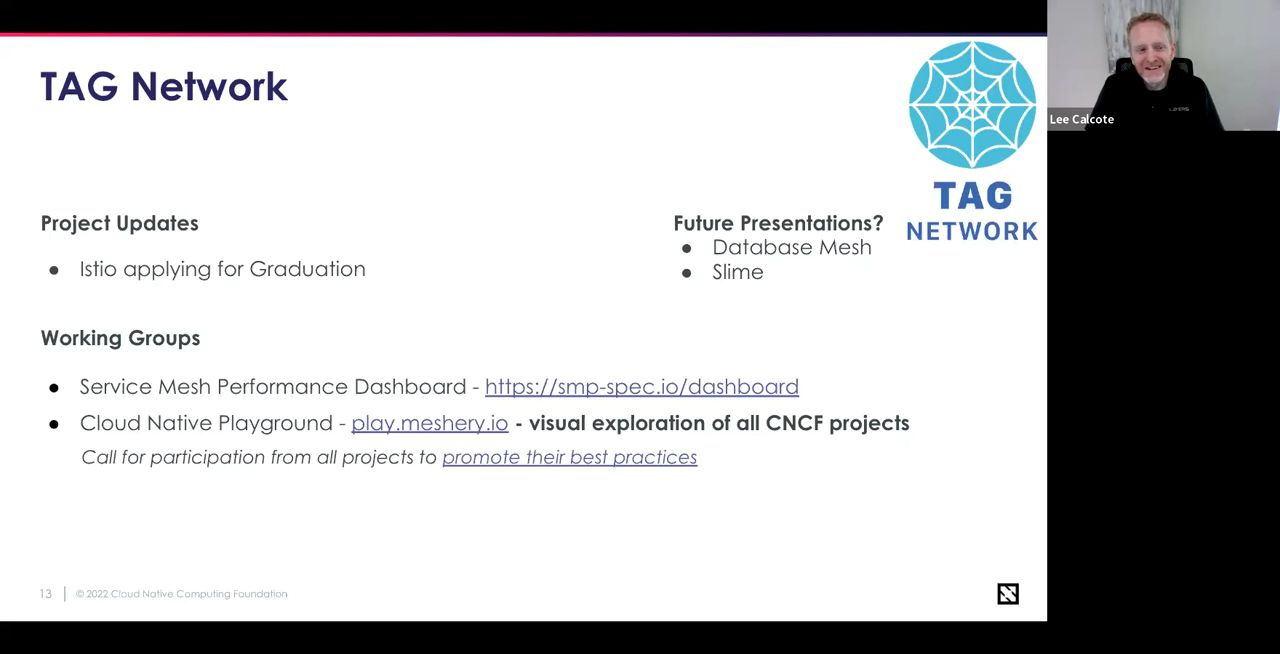 TAG Network
TAG
NETWORK
Lee Calcote
Project Updates
● Istio applying for Graduation
Future Presentations?
● Database Mesh
● Slime
Working Groups
● Service Mesh Performance Dashboard - https://smp-spec.io/dashboard
● Cloud Native Playground - play.meshery.io - visual exploration of all CNCF projects
Call for participation from all projects to promote their best practices
13 | © 2022 Cloud Native Computing Foundation